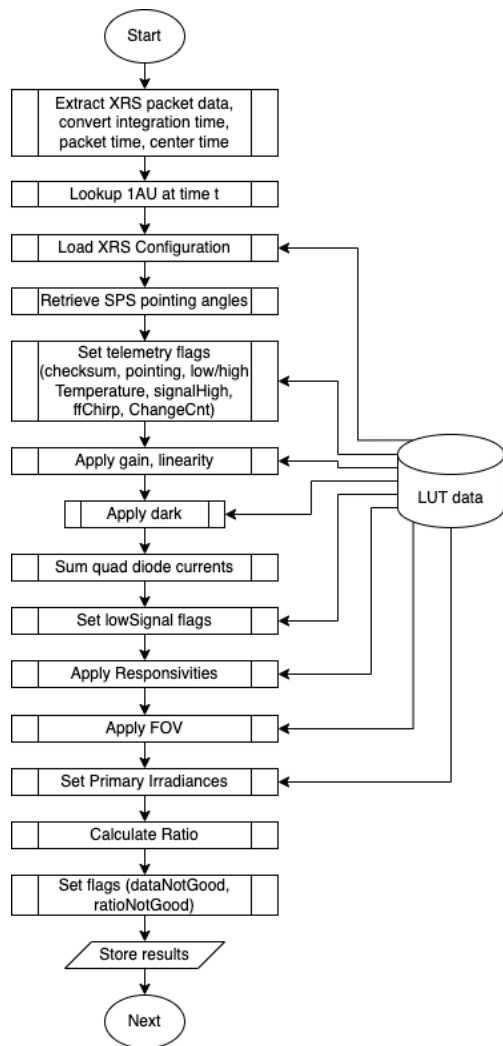 Start
Extract XRS packet data,
convert integration time,
packet time, center time
Lookup 1AU at time t
Load XRS Configuration
Retrieve SPS pointing angles
Set telemetry flags
(checksum, pointing, low/high
Temperature, signalHigh,
ffChirp, ChangeCnt)
Apply gain, linearity
LUT data
Apply dark
Sum quad diode currents
Set lowSignal flags
Apply Responsivities
Apply FOV
Set Primary Irradiances
Calculate Ratio
Set flags (dataNotGood,
ratioNotGood)
Store results
Next